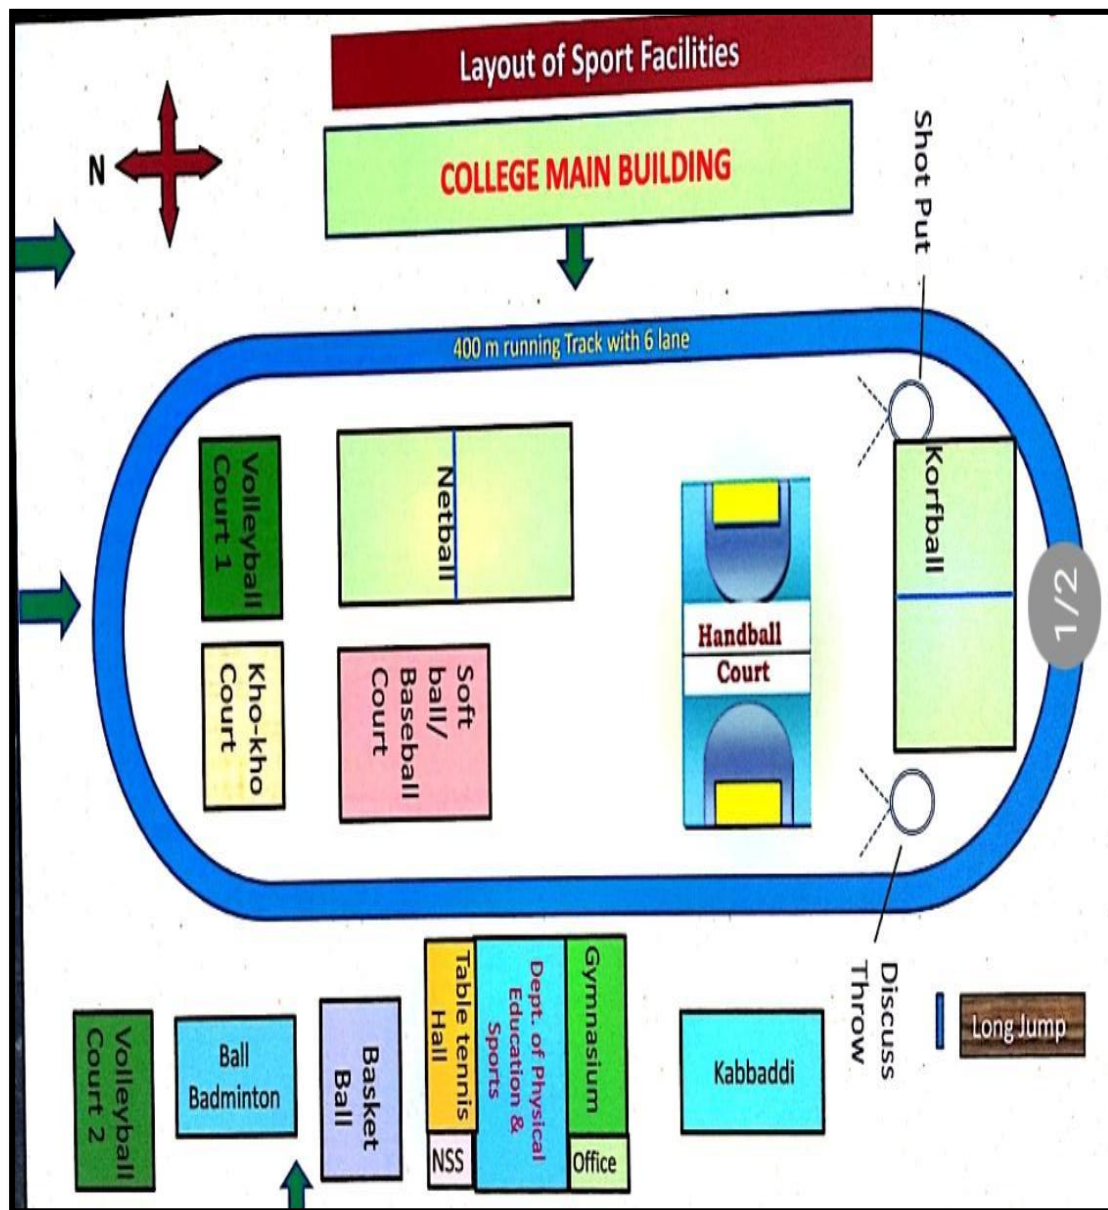 Layout of Sport Facilities
COLLEGE MAIN BUILDING
N
Shot Put
400 m running Track with 6 lane
Volleyball
Court 1
Netball
Korfball
1/2
Handball
Court
Kho-kho
Court
Soft
ball/
Baseball
Court
Discuss
Throw
Long Jump
Volleyball
Court 2
Ball
Badminton
Basket
Ball
Table tennis
Hall
NSS
Dept. of Physical
Education &
Sports
Gymnasium
Office
Kabbaddi